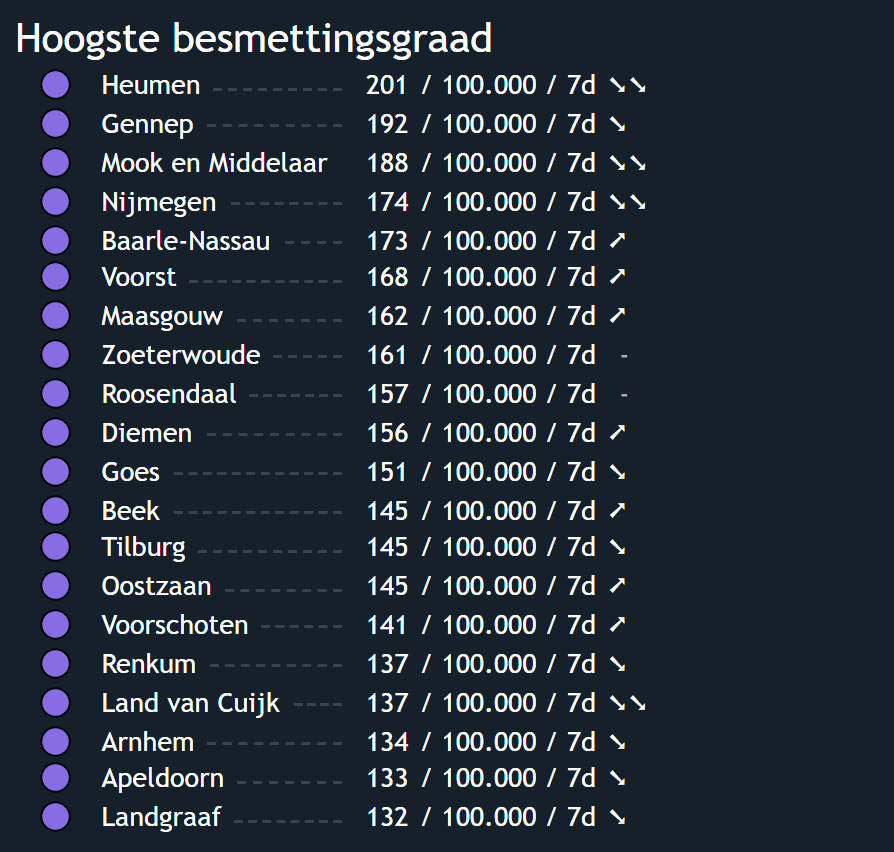 Hoogste besmettingsgraad
Heumen 201 / 100.000 / 7d ➘➘
Gennep 192 / 100.000 / 7d ➘
Mook en Middelaar 188 / 100.000 / 7d ➘➘
Nijmegen 174 / 100.000 / 7d ➘➘
Baarle-Nassau 173 / 100.000 / 7d ➚
Voorst 168 / 100.000 / 7d ➚
Maasgouw 162 / 100.000 / 7d ➚
Zoeterwoude 161 / 100.000 / 7d -
Roosendaal 157 / 100.000 / 7d -
Diemen 156 / 100.000 / 7d ➚
Goes 151 / 100.000 / 7d ➘
Beek 145 / 100.000 / 7d ➚
Tilburg 145 / 100.000 / 7d ➘
Oostzaan 145 / 100.000 / 7d ➚
Voorschoten 141 / 100.000 / 7d ➚
Renkum 137 / 100.000 / 7d ➘
Land van Cuijk 137 / 100.000 / 7d ➘➘
Arnhem 134 / 100.000 / 7d ➘
Apeldoorn 133 / 100.000 / 7d ➘
Landgraaf 132 / 100.000 / 7d ➘